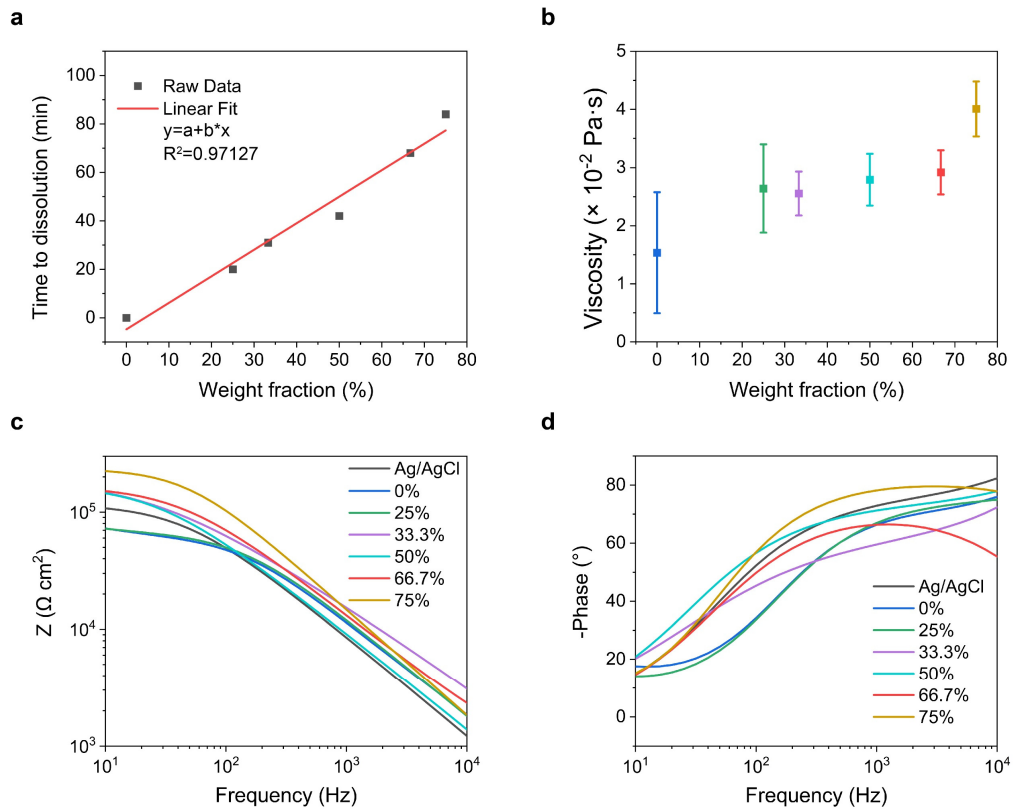 a
Time to dissolution (min)
100
80
60
40
20
0
Raw Data
Linear Fit
y=a+b*x
R²=0.97127
0 10 20 30 40 50 60 70 80
Weight fraction (%)
b
Viscosity (× 10⁻² Pa·s)
5
4
3
2
1
0
0 10 20 30 40 50 60 70 80
Weight fraction (%)
c
Z (Ω cm2)
10⁵
10⁴
10³
Ag/AgCl
0%
25%
33.3%
50%
66.7%
75%
10¹ 10² 10³ 10⁴
Frequency (Hz)
d
-Phase (°)
80
60
40
20
0
Ag/AgCl
0%
25%
33.3%
50%
66.7%
75%
10¹ 10² 10³ 10⁴
Frequency (Hz)